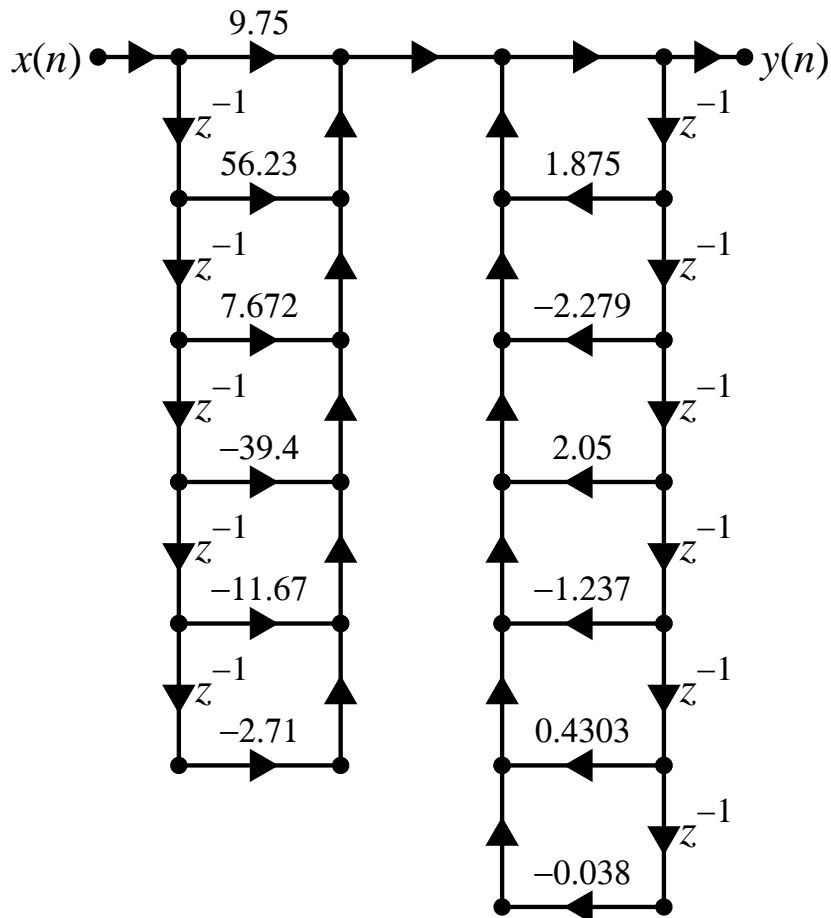 9.75
x(n) y(n)
z⁻¹ z⁻¹
56.23 1.875
z⁻¹ z⁻¹
7.672 −2.279
z⁻¹ z⁻¹
−39.4 2.05
z⁻¹ z⁻¹
−11.67 −1.237
z⁻¹ z⁻¹
−2.71 0.4303
z⁻¹
−0.038